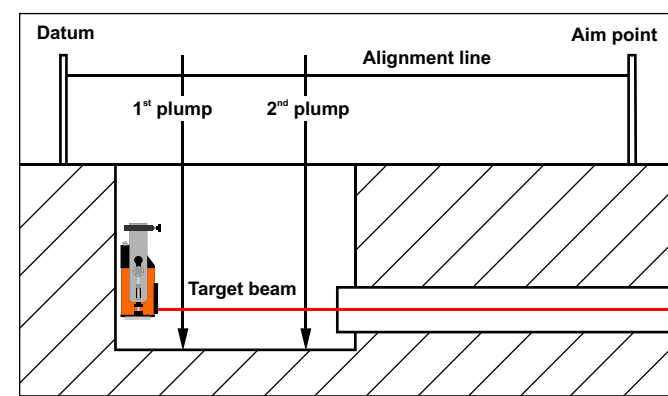 Datum
Aim point
Alignment line
1st plump
2nd plump
Target beam